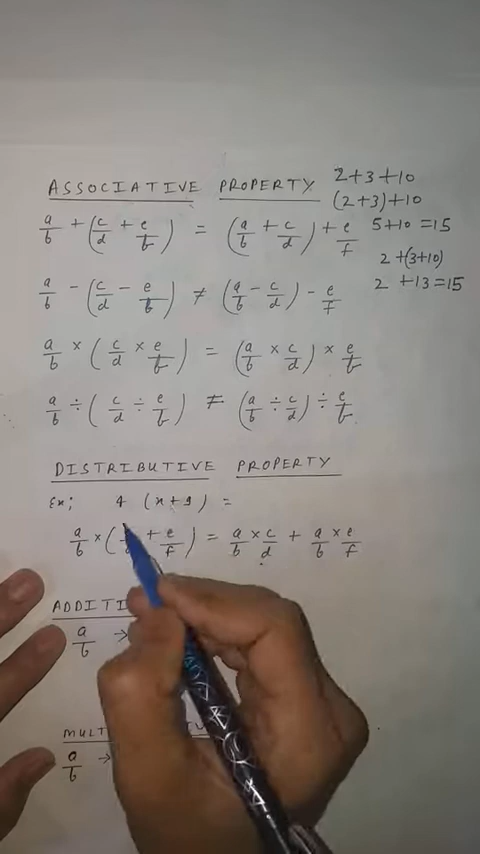 ASSOCIATIVE PROPERTY 2+3+10
(2+3)+10
a/b + (c/d + e/f) = (a/b + c/d) + e/f 5+10=15
2+(3+10)
a/b - (c/d - e/f) ≠ (a/b - c/d) - e/f 2 +13=15
a/b × (c/d × e/f) = (a/b × c/d) × e/f
a/b ÷ (c/d ÷ e/f) ≠ (a/b ÷ c/d) ÷ e/f
DISTRIBUTIVE PROPERTY
Ex; 4 (x+9) =
a/b × ( + e/f) = a/b × c/d + a/b × e/f
ADDITI
a/b →
MULT
a/b →